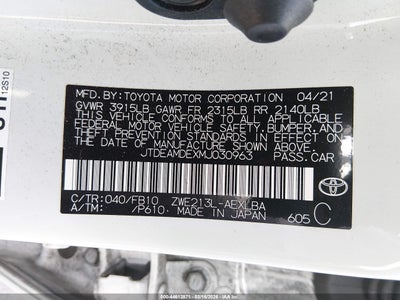 MFD.BY:TOYOTA MOTOR CORPORATION 04/21
GVWR 3915LB GAWR FR 2315LB RR 2140LB
THIS VEHICLE CONFORMS TO ALL APPLICABLE
FEDERAL MOTOR VEHICLE SAFETY,BUMPER,AND
THEFT PREVENTION STANDARDS IN EFFECT ON
THE DATE OF MANUFACTURE SHOWN ABOVE.
JTDEAMDEXMJ030963 PASS.CAR
C/TR:040/FB10 ZWE213L-AEXLBA
A/TM: /P610.MADE IN JAPAN 605 C
TOYOTA
12S10